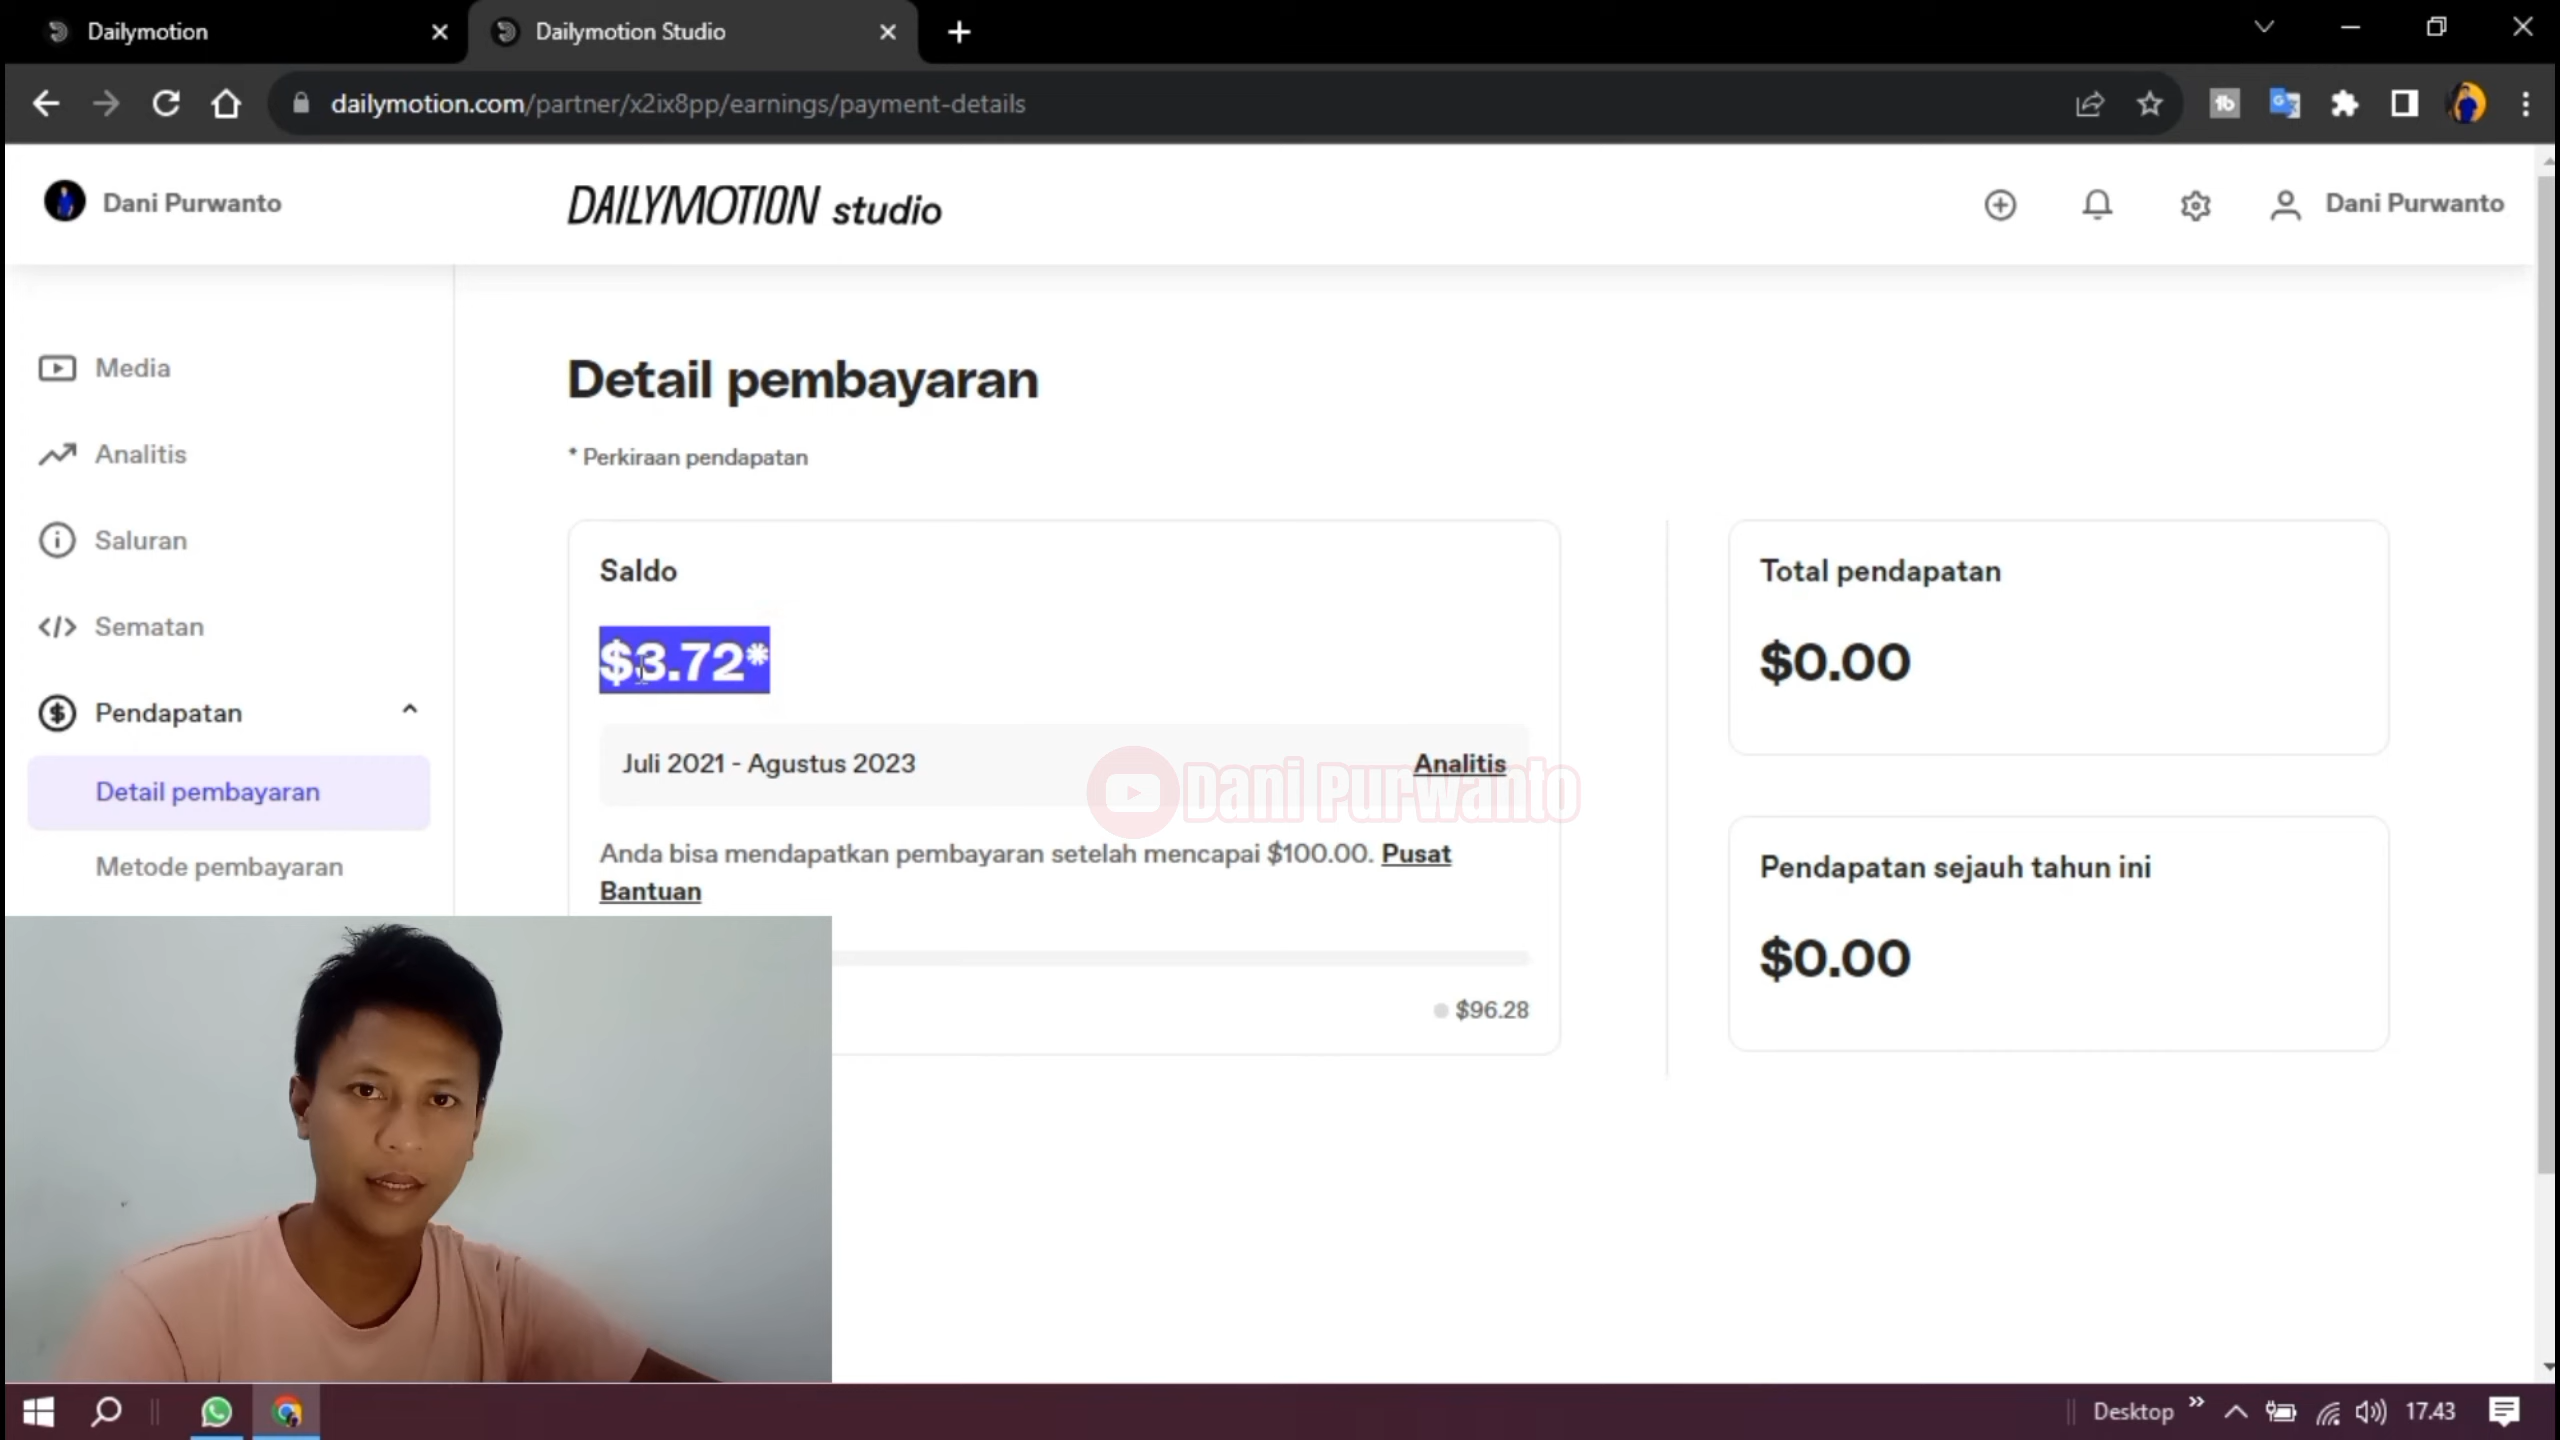 Dailymotion
Dailymotion Studio
dailymotion.com/partner/x2ix8pp/earnings/payment-details
Dani Purwanto
DAILYMOTION studio
Dani Purwanto
Media
Analitis
Saluran
Sematan
Pendapatan
Detail pembayaran
Metode pembayaran
Detail pembayaran
* Perkiraan pendapatan
Saldo
$3.72*
Juli 2021 - Agustus 2023 Analitis
Dani Purwanto
Anda bisa mendapatkan pembayaran setelah mencapai $100.00. Pusat
Bantuan
$96.28
Total pendapatan
$0.00
Pendapatan sejauh tahun ini
$0.00
Desktop
17.43